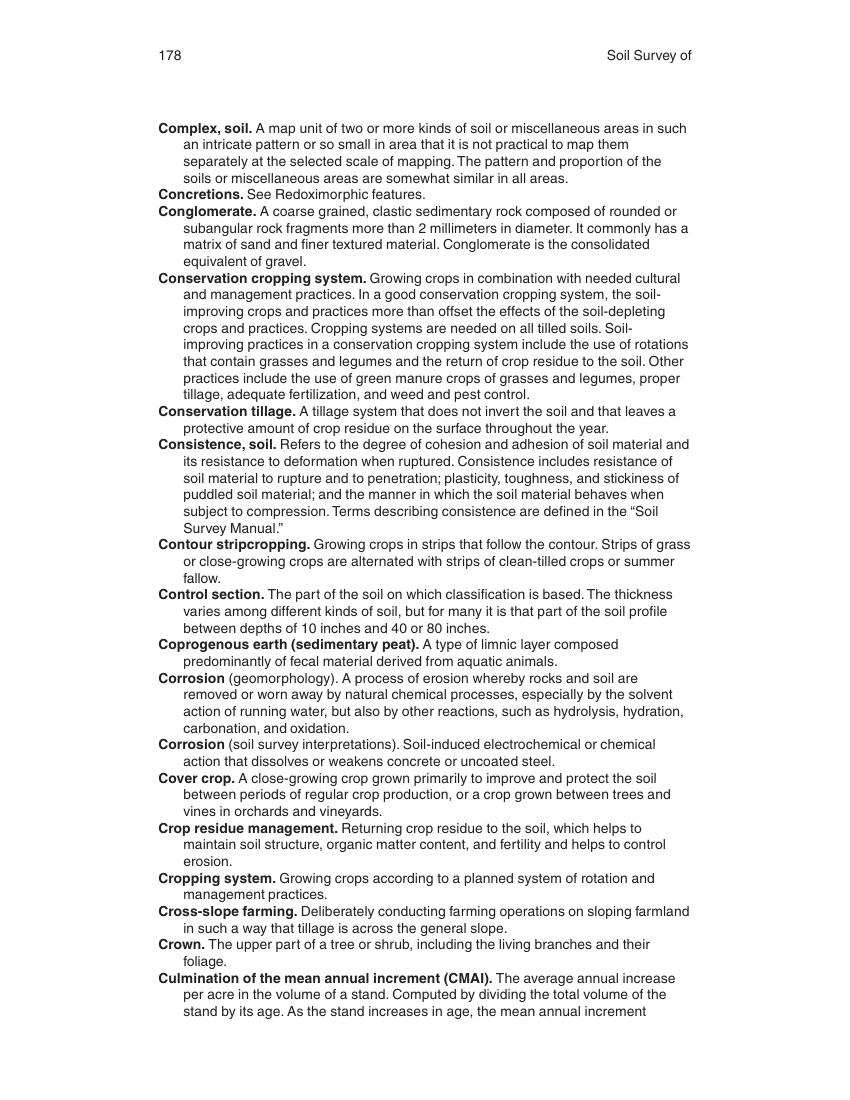 178
Soil Survey of
Complex, soil. A map unit of two or more kinds of soil or miscellaneous areas in such
an intricate pattern or so small in area that it is not practical to map them
separately at the selected scale of mapping. The pattern and proportion of the
soils or miscellaneous areas are somewhat similar in all areas.
Concretions. See Redoximorphic features.
Conglomerate. A coarse grained, clastic sedimentary rock composed of rounded or
subangular rock fragments more than 2 millimeters in diameter. It commonly has a
matrix of sand and finer textured material. Conglomerate is the consolidated
equivalent of gravel.
Conservation cropping system. Growing crops in combination with needed cultural
and management practices. In a good conservation cropping system, the soil-
improving crops and practices more than offset the effects of the soil-depleting
crops and practices. Cropping systems are needed on all tilled soils. Soil-
improving practices in a conservation cropping system include the use of rotations
that contain grasses and legumes and the return of crop residue to the soil. Other
practices include the use of green manure crops of grasses and legumes, proper
tillage, adequate fertilization, and weed and pest control.
Conservation tillage. A tillage system that does not invert the soil and that leaves a
protective amount of crop residue on the surface throughout the year.
Consistence, soil. Refers to the degree of cohesion and adhesion of soil material and
its resistance to deformation when ruptured. Consistence includes resistance of
soil material to rupture and to penetration; plasticity, toughness, and stickiness of
puddled soil material; and the manner in which the soil material behaves when
subject to compression. Terms describing consistence are defined in the “Soil
Survey Manual.”
Contour stripcropping. Growing crops in strips that follow the contour. Strips of grass
or close-growing crops are alternated with strips of clean-tilled crops or summer
fallow.
Control section. The part of the soil on which classification is based. The thickness
varies among different kinds of soil, but for many it is that part of the soil profile
between depths of 10 inches and 40 or 80 inches.
Coprogenous earth (sedimentary peat). A type of limnic layer composed
predominantly of fecal material derived from aquatic animals.
Corrosion (geomorphology). A process of erosion whereby rocks and soil are
removed or worn away by natural chemical processes, especially by the solvent
action of running water, but also by other reactions, such as hydrolysis, hydration,
carbonation, and oxidation.
Corrosion (soil survey interpretations). Soil-induced electrochemical or chemical
action that dissolves or weakens concrete or uncoated steel.
Cover crop. A close-growing crop grown primarily to improve and protect the soil
between periods of regular crop production, or a crop grown between trees and
vines in orchards and vineyards.
Crop residue management. Returning crop residue to the soil, which helps to
maintain soil structure, organic matter content, and fertility and helps to control
erosion.
Cropping system. Growing crops according to a planned system of rotation and
management practices.
Cross-slope farming. Deliberately conducting farming operations on sloping farmland
in such a way that tillage is across the general slope.
Crown. The upper part of a tree or shrub, including the living branches and their
foliage.
Culmination of the mean annual increment (CMAI). The average annual increase
per acre in the volume of a stand. Computed by dividing the total volume of the
stand by its age. As the stand increases in age, the mean annual increment